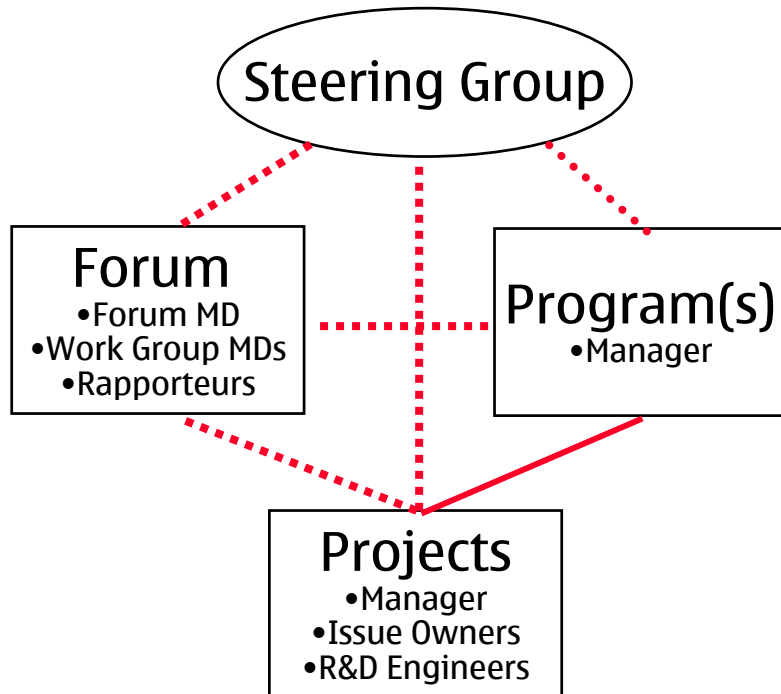 Steering Group
Forum
•Forum MD
•Work Group MDs
•Rapporteurs
Program(s)
•Manager
Projects
•Manager
•Issue Owners
•R&D Engineers